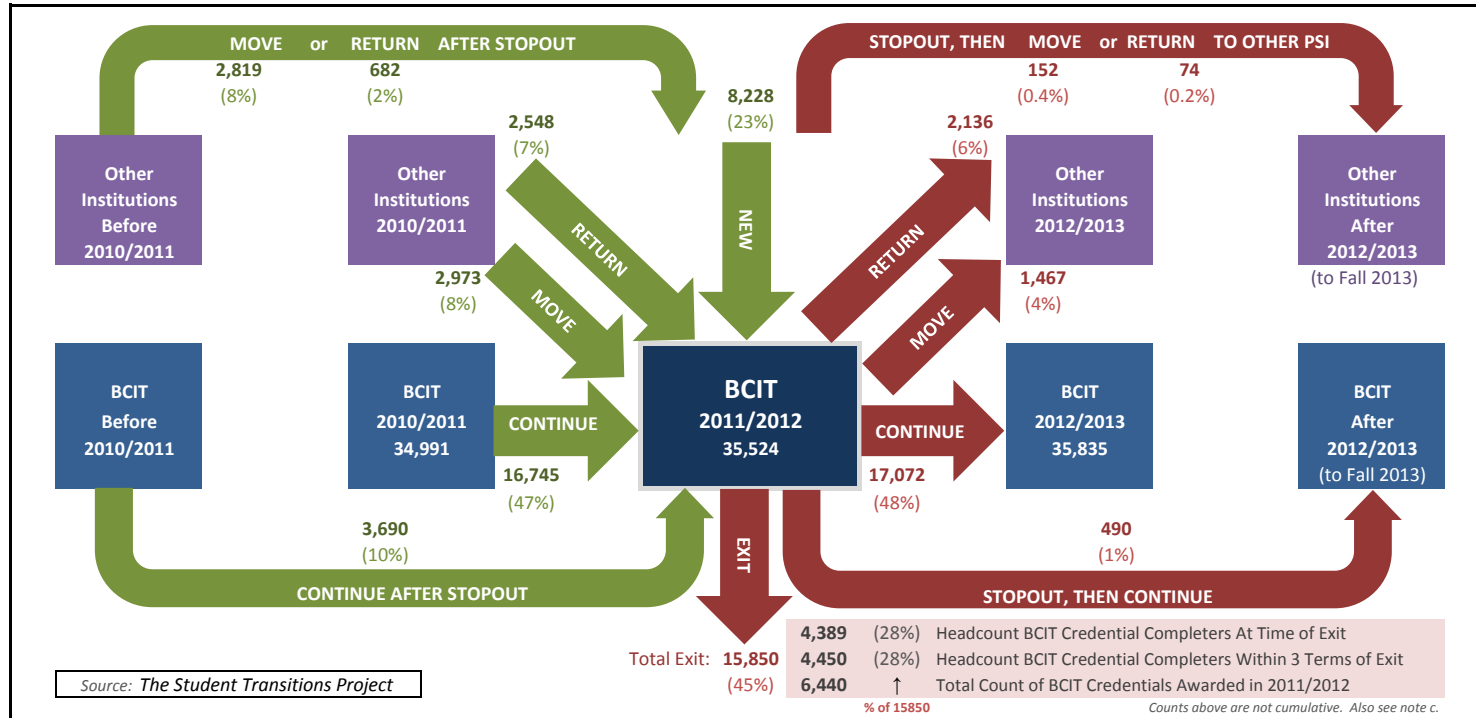 MOVE or RETURN AFTER STOPOUT
2,819 682
(8%) (2%)
STOPOUT, THEN MOVE or RETURN TO OTHER PSI
152 74
(0.4%) (0.2%)
8,228
(23%)
NEW
2,548
(7%)
RETURN
2,136
(6%)
RETURN
Other
Institutions
Before
2010/2011
Other
Institutions
2010/2011
Other
Institutions
2012/2013
Other
Institutions
After
2012/2013
(to Fall 2013)
2,973
(8%)
MOVE
1,467
(4%)
MOVE
BCIT
Before
2010/2011
BCIT
2010/2011
34,991
CONTINUE
16,745
(47%)
BCIT
2011/2012
35,524
CONTINUE
17,072
(48%)
BCIT
2012/2013
35,835
BCIT
After
2012/2013
(to Fall 2013)
3,690
(10%)
CONTINUE AFTER STOPOUT
EXIT
490
(1%)
STOPOUT, THEN CONTINUE
Total Exit: 15,850
(45%)
4,389 (28%) Headcount BCIT Credential Completers At Time of Exit
4,450 (28%) Headcount BCIT Credential Completers Within 3 Terms of Exit
6,440 ↑ Total Count of BCIT Credentials Awarded in 2011/2012
% of 15850
Counts above are not cumulative. Also see note c.
Source: The Student Transitions Project